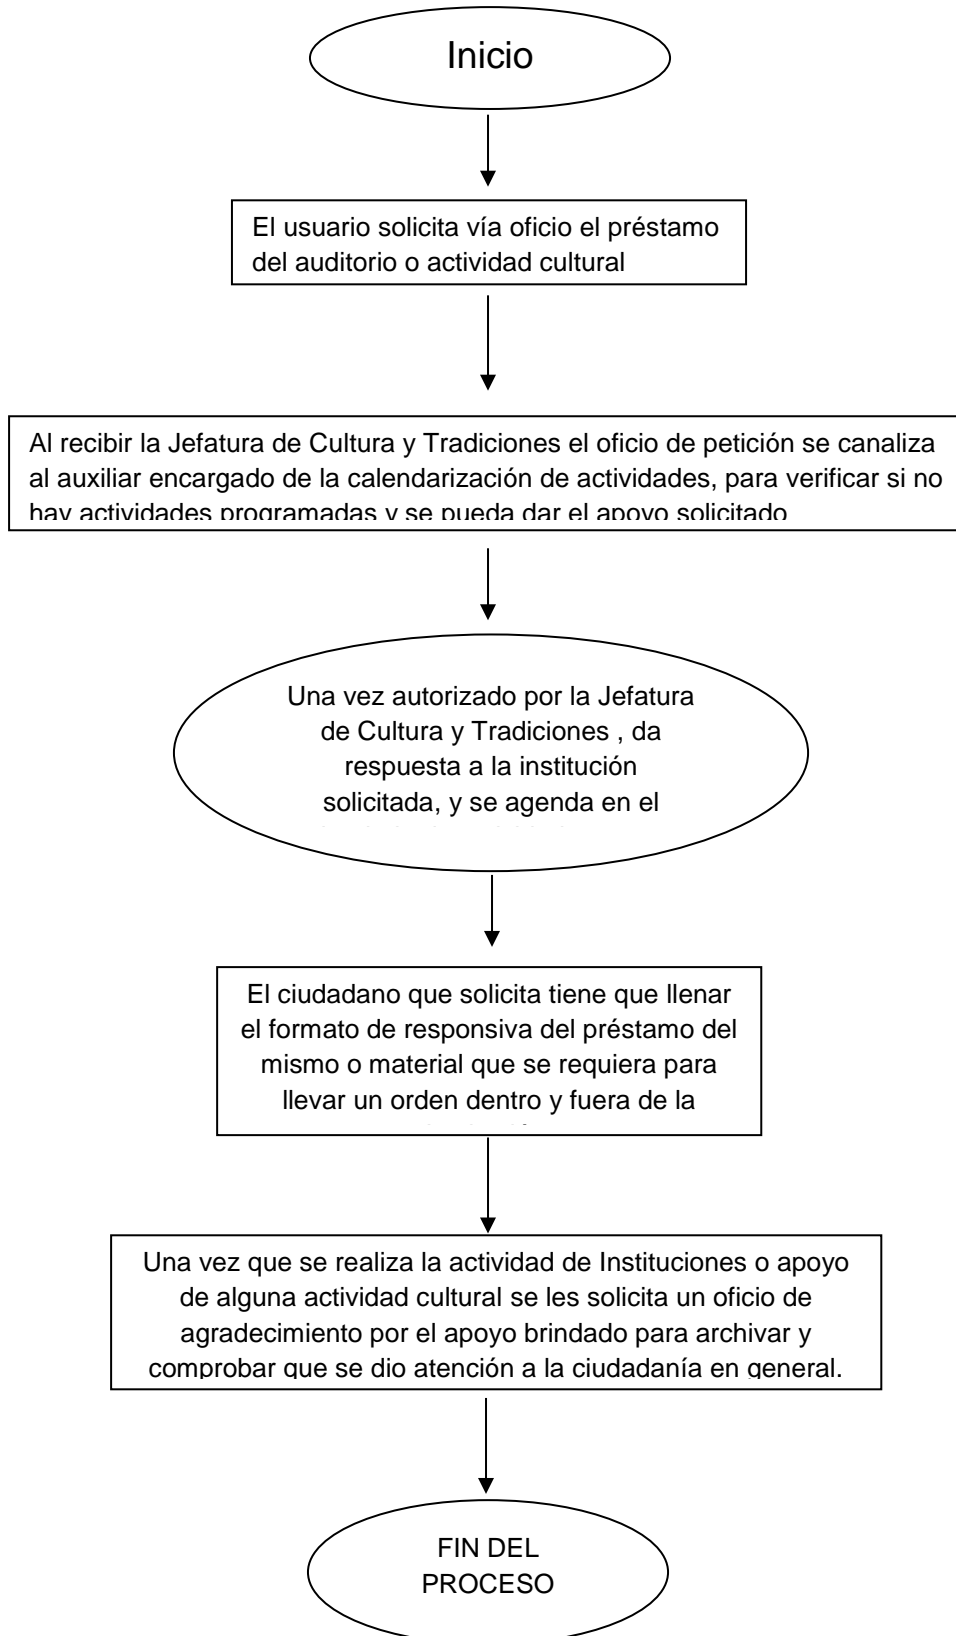 Inicio
El usuario solicita vía oficio el préstamo
del auditorio o actividad cultural
Al recibir la Jefatura de Cultura y Tradiciones el oficio de petición se canaliza
al auxiliar encargado de la calendarización de actividades, para verificar si no
hay actividades programadas y se pueda dar el apoyo solicitado
Una vez autorizado por la Jefatura
de Cultura y Tradiciones , da
respuesta a la institución
solicitada, y se agenda en el
El ciudadano que solicita tiene que llenar
el formato de responsiva del préstamo del
mismo o material que se requiera para
llevar un orden dentro y fuera de la
Una vez que se realiza la actividad de Instituciones o apoyo
de alguna actividad cultural se les solicita un oficio de
agradecimiento por el apoyo brindado para archivar y
comprobar que se dio atención a la ciudadanía en general.
FIN DEL
PROCESO